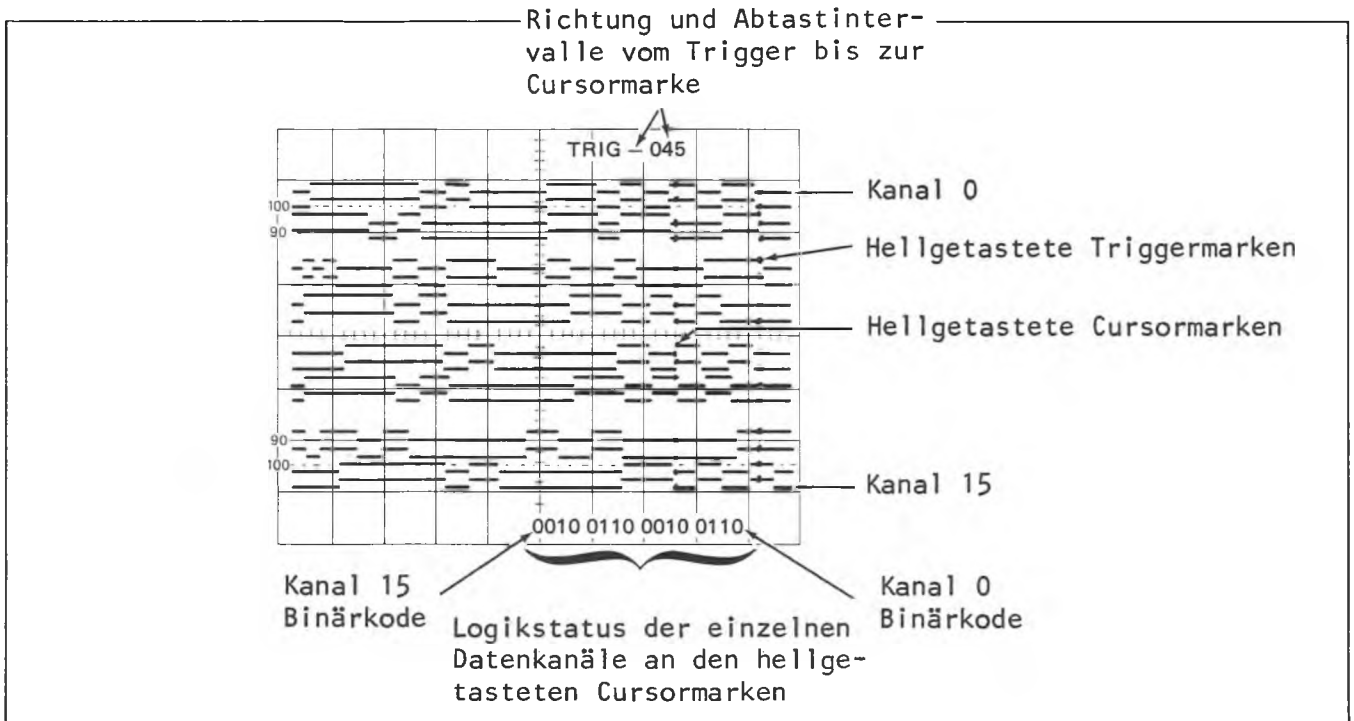 Richtung und Abtastinter-
valle vom Trigger bis zur
Cursormarke
TRIG – 045
Kanal 0
100
90
Hellgetastete Triggermarken
Hellgetastete Cursormarken
90
100
Kanal 15
0010 0110 0010 0110
Kanal 15
Binärkode
Kanal 0
Binärkode
Logikstatus der einzelnen
Datenkanäle an den hellge-
tasteten Cursormarken